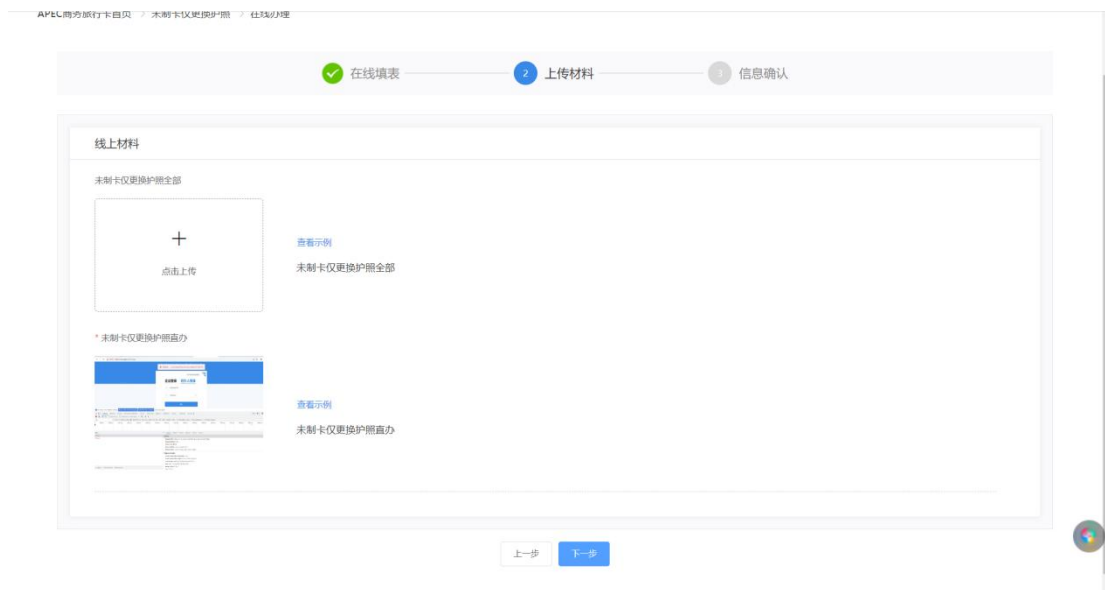 APEC商务旅行卡首页 > 未制卡仅更换护照 > 在线办理
在线填表
2 上传材料
3 信息确认
线上材料
未制卡仅更换护照全部
点击上传
查看示例
未制卡仅更换护照全部
* 未制卡仅更换护照直办
查看示例
未制卡仅更换护照直办
上一步
下一步